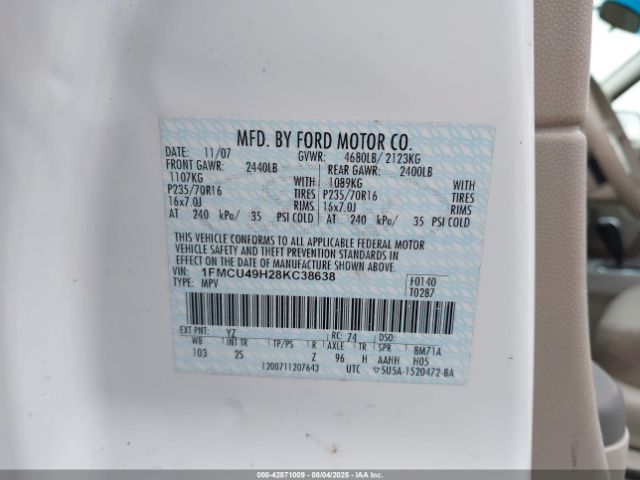 MFD. BY FORD MOTOR CO.
DATE: 11/07 GVWR: 4680LB/ 2123KG
FRONT GAWR: 2440LB REAR GAWR: 2400LB
1107KG WITH 1089KG WITH
P235/70R16 TIRES P235/70R16 TIRES
16x7.0J RIMS 16x7.0J RIMS
AT 240 kPa/ 35 PSI COLD AT 240 kPa/ 35 PSI COLD
THIS VEHICLE CONFORMS TO ALL APPLICABLE FEDERAL MOTOR
VEHICLE SAFETY AND THEFT PREVENTION STANDARDS
IN EFFECT ON THE DATE OF MANUFACTURE SHOWN ABOVE.
VIN: 1FMCU49H28KC38638 F0140
TYPE: MPV T0287
EXT PNT: YZ RC: 74 DSO:
WB INT TR TP/PS R AXLE TR SPR BM71A
103 2S Z 96 H AAHH H05
1200711207643 UTC ▽5U5A-1520472-BA
000-42871009 - 08/04/2025 - IAAI.COM